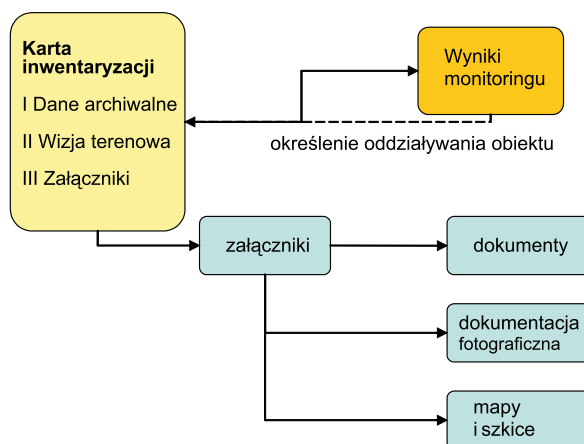 Karta
inwentaryzacji
I Dane archiwalne
II Wizja terenowa
III Załączniki
Wyniki
monitoringu
określenie oddziaływania obiektu
załączniki
dokumenty
dokumentacja
fotograficzna
mapy
i szkice